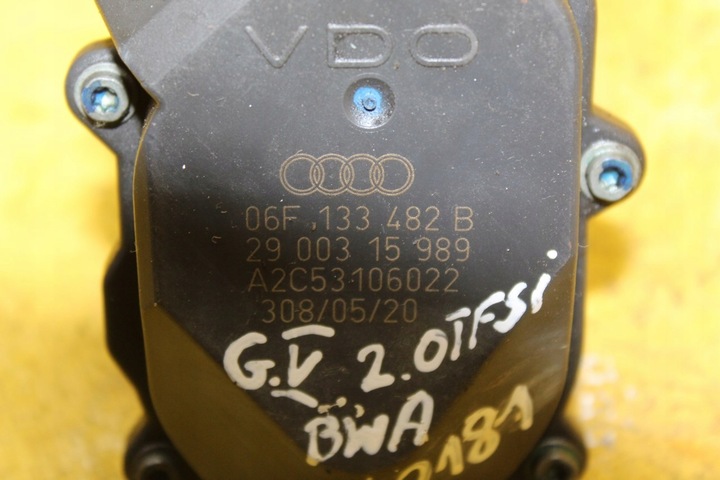 VDO
06F 133 482 B
29 003 15 989
A2C53106022
308/05/20
G.V 2.0TFSi
BWA